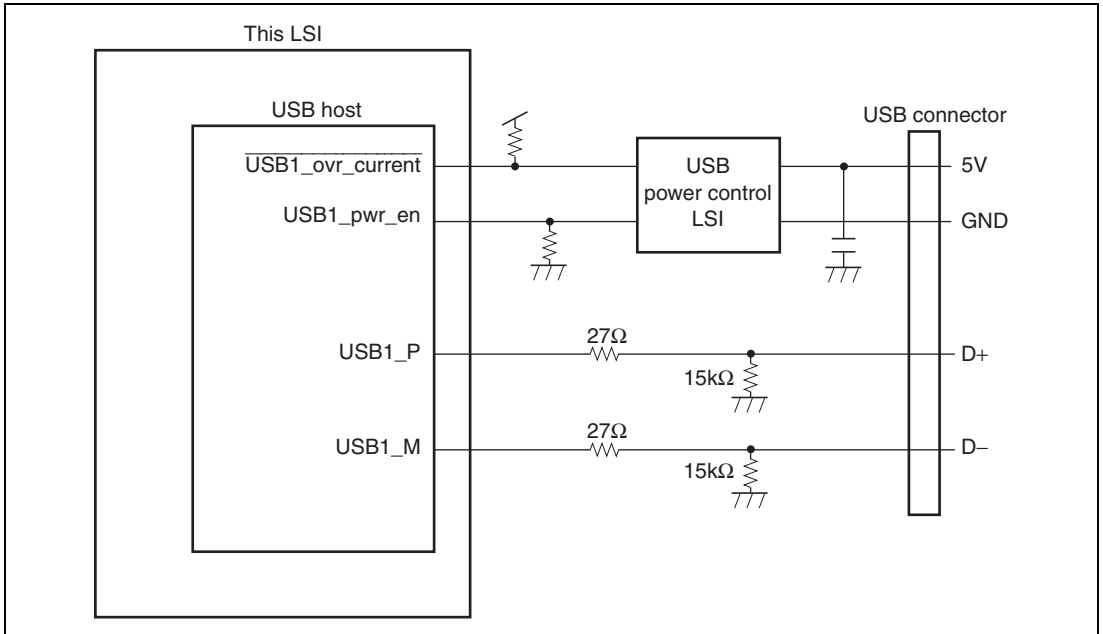 This LSI
USB host
USB connector
USB1_ovr_current
USB
power control
LSI
5V
USB1_pwr_en
GND
27Ω
USB1_P
D+
15kΩ
27Ω
USB1_M
D−
15kΩ